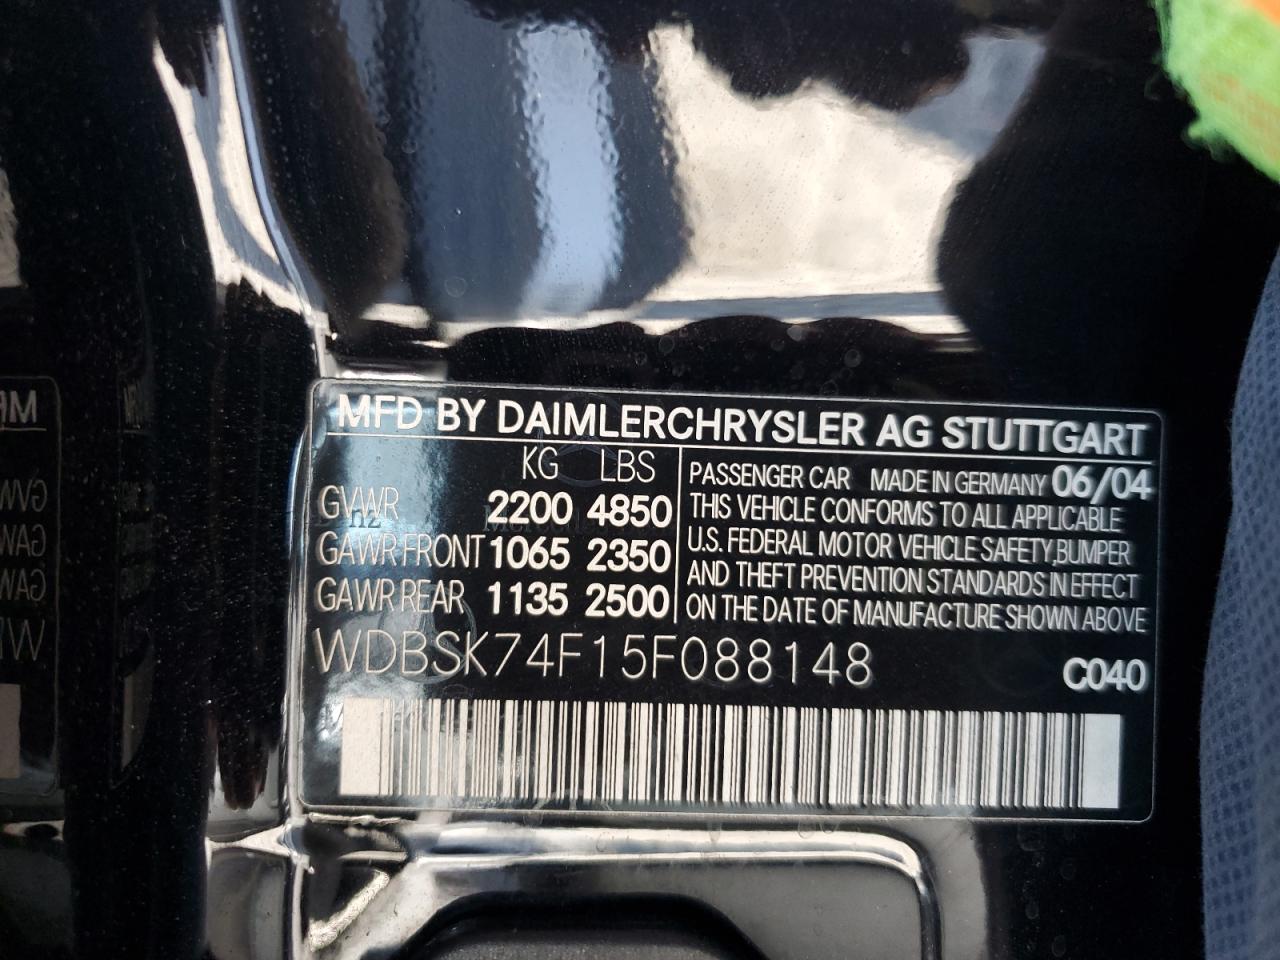 MFD BY DAIMLERCHRYSLER AG STUTTGART
KG LBS
GVWR 2200 4850
GAWR FRONT 1065 2350
GAWR REAR 1135 2500
PASSENGER CAR MADE IN GERMANY 06/04
THIS VEHICLE CONFORMS TO ALL APPLICABLE
U.S. FEDERAL MOTOR VEHICLE SAFETY,BUMPER
AND THEFT PREVENTION STANDARDS IN EFFECT
ON THE DATE OF MANUFACTURE SHOWN ABOVE
WDBSK74F15F088148
C040